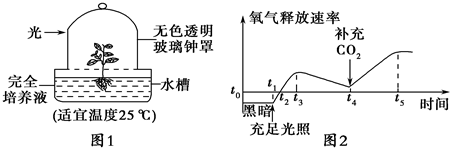 光
无色透明
玻璃钟罩
完全
培养液
水槽
(适宜温度25 ℃)
图1
氧气释放速率
补充
CO₂
t₀
t₁
t₂
t₃
t₄
t₅
时间
黑暗
充足光照
图2